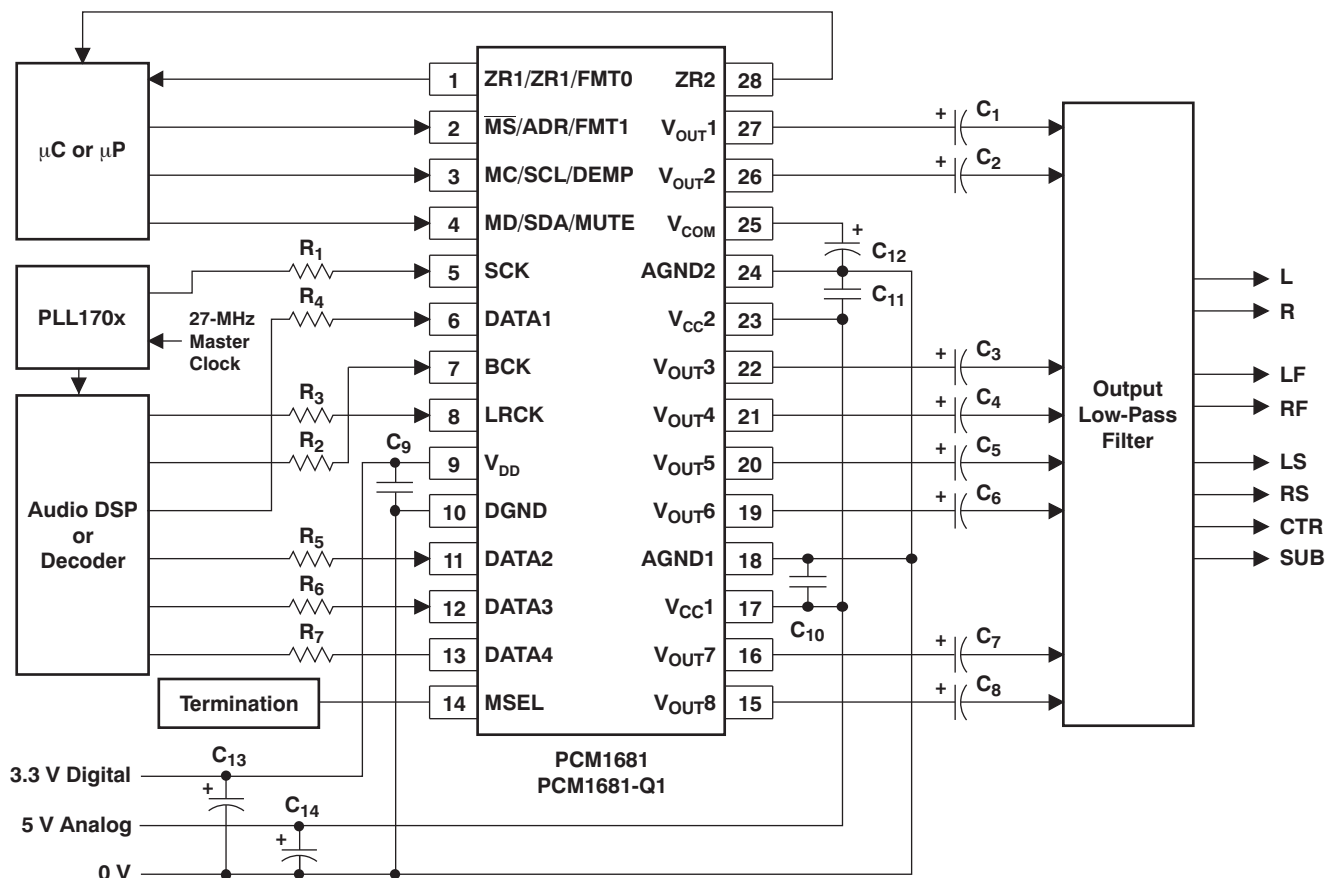 μC or μP
PLL170x
27-MHz
Master
Clock
Audio DSP
or
Decoder
Termination
R1
R4
R3
R2
R5
R6
R7
C9
1 ZR1/ZR1/FMT0
2 MS/ADR/FMT1
3 MC/SCL/DEMP
4 MD/SDA/MUTE
5 SCK
6 DATA1
7 BCK
8 LRCK
9 VDD
10 DGND
11 DATA2
12 DATA3
13 DATA4
14 MSEL
ZR2 28
VOUT1 27
VOUT2 26
VCOM 25
AGND2 24
VCC2 23
VOUT3 22
VOUT4 21
VOUT5 20
VOUT6 19
AGND1 18
VCC1 17
VOUT7 16
VOUT8 15
PCM1681
PCM1681-Q1
+ C1
+ C2
+ C12
C11
+ C3
+ C4
+ C5
+ C6
C10
+ C7
+ C8
Output
Low-Pass
Filter
L
R
LF
RF
LS
RS
CTR
SUB
C13
3.3 V Digital
+
C14
5 V Analog
+
0 V